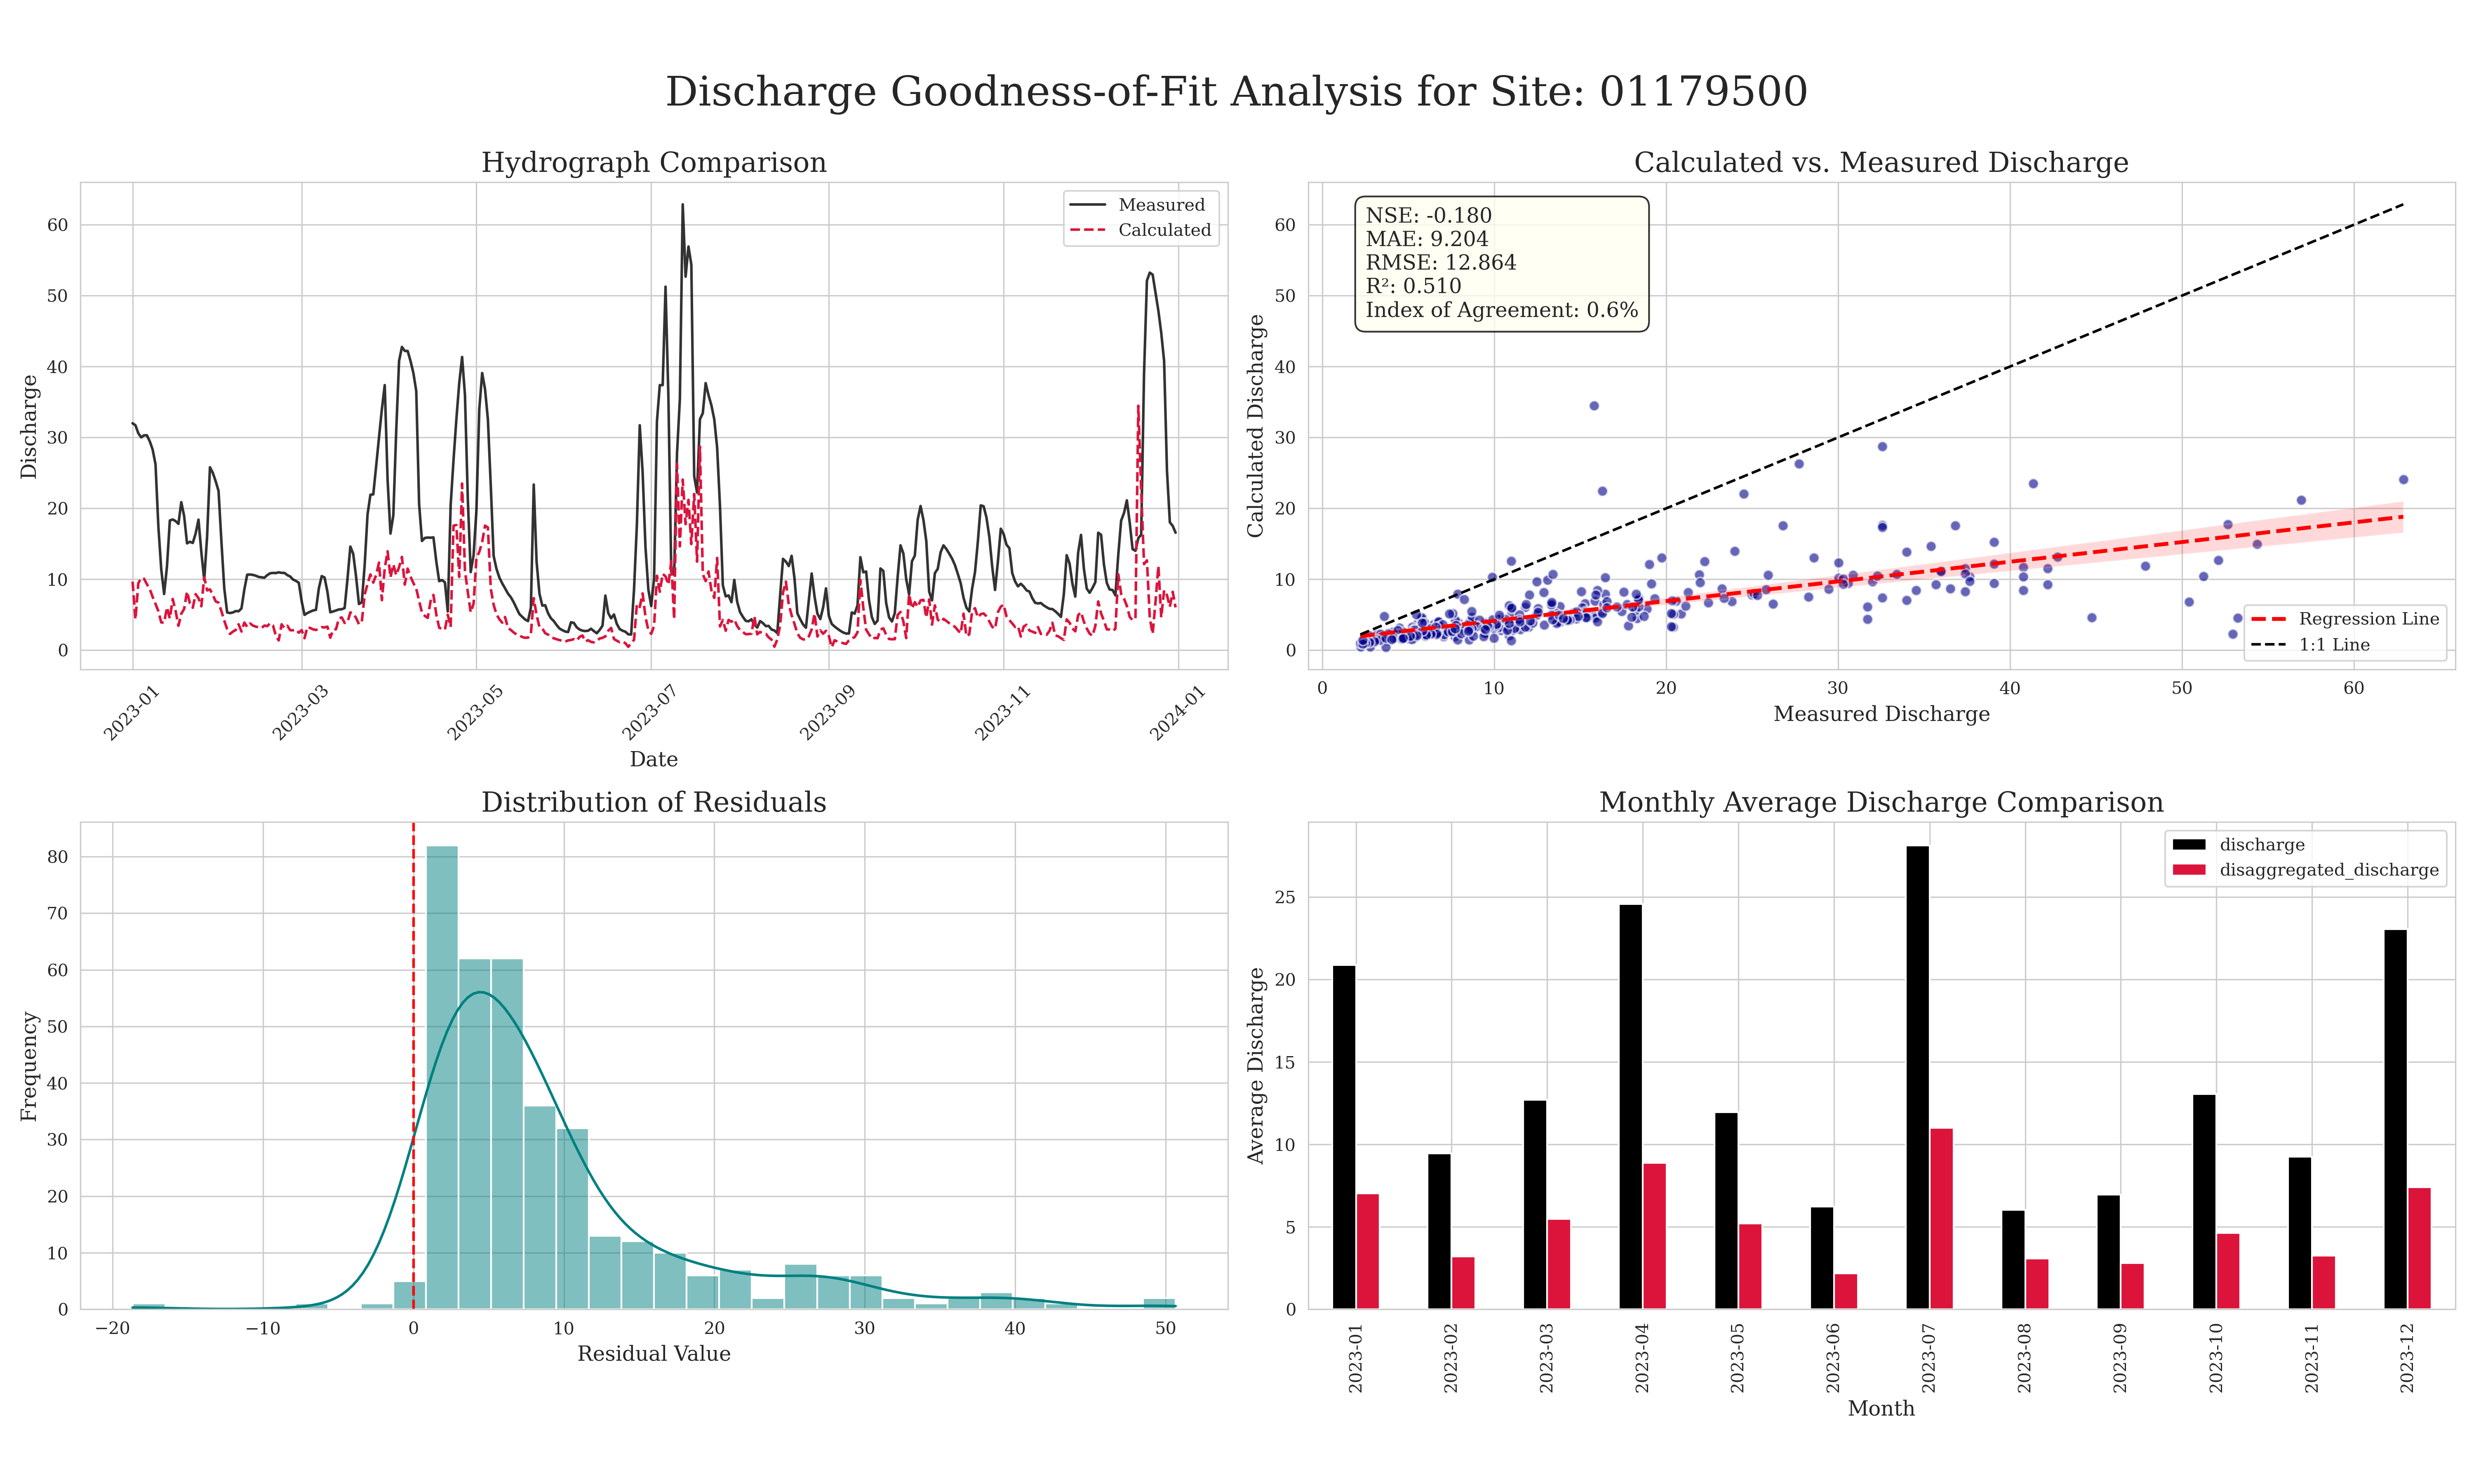 Discharge Goodness-of-Fit Analysis for Site: 01179500
Hydrograph Comparison
Measured
Calculated
Discharge
60
50
40
30
20
10
0
2023-01
2023-03
2023-05
2023-07
2023-09
2023-11
2024-01
Date
Calculated vs. Measured Discharge
NSE: -0.180
MAE: 9.204
RMSE: 12.864
R²: 0.510
Index of Agreement: 0.6%
Calculated Discharge
60
50
40
30
20
10
0
Regression Line
1:1 Line
0
10
20
30
40
50
60
Measured Discharge
Distribution of Residuals
Frequency
80
70
60
50
40
30
20
10
0
−20
−10
0
10
20
30
40
50
Residual Value
Monthly Average Discharge Comparison
discharge
disaggregated_discharge
Average Discharge
25
20
15
10
5
0
2023-01
2023-02
2023-03
2023-04
2023-05
2023-06
2023-07
2023-08
2023-09
2023-10
2023-11
2023-12
Month